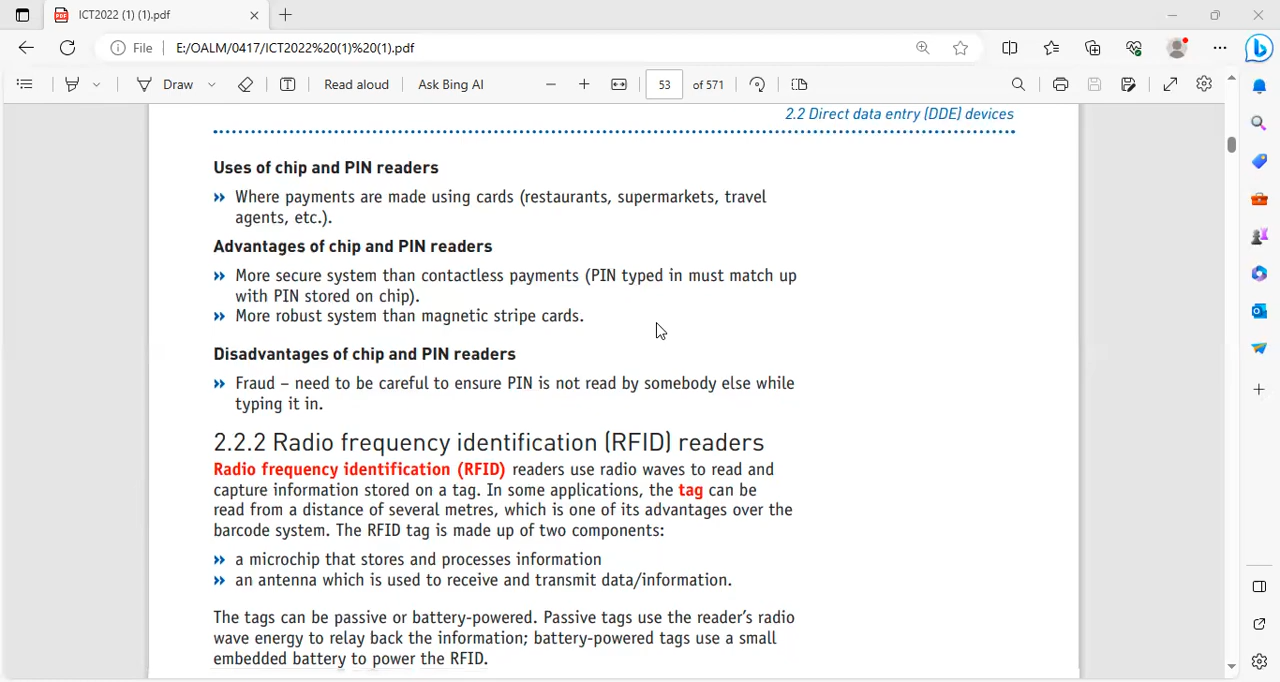 ICT2022 (1) (1).pdf
File
E:/OALM/0417/ICT2022%20(1)%20(1).pdf
Draw
Read aloud
Ask Bing AI
53
of 571
2.2 Direct data entry (DDE) devices
Uses of chip and PIN readers
» Where payments are made using cards (restaurants, supermarkets, travel
agents, etc.).
Advantages of chip and PIN readers
» More secure system than contactless payments (PIN typed in must match up
with PIN stored on chip).
» More robust system than magnetic stripe cards.
Disadvantages of chip and PIN readers
» Fraud – need to be careful to ensure PIN is not read by somebody else while
typing it in.
2.2.2 Radio frequency identification (RFID) readers
Radio frequency identification (RFID) readers use radio waves to read and
capture information stored on a tag. In some applications, the tag can be
read from a distance of several metres, which is one of its advantages over the
barcode system. The RFID tag is made up of two components:
» a microchip that stores and processes information
» an antenna which is used to receive and transmit data/information.
The tags can be passive or battery-powered. Passive tags use the reader's radio
wave energy to relay back the information; battery-powered tags use a small
embedded battery to power the RFID.